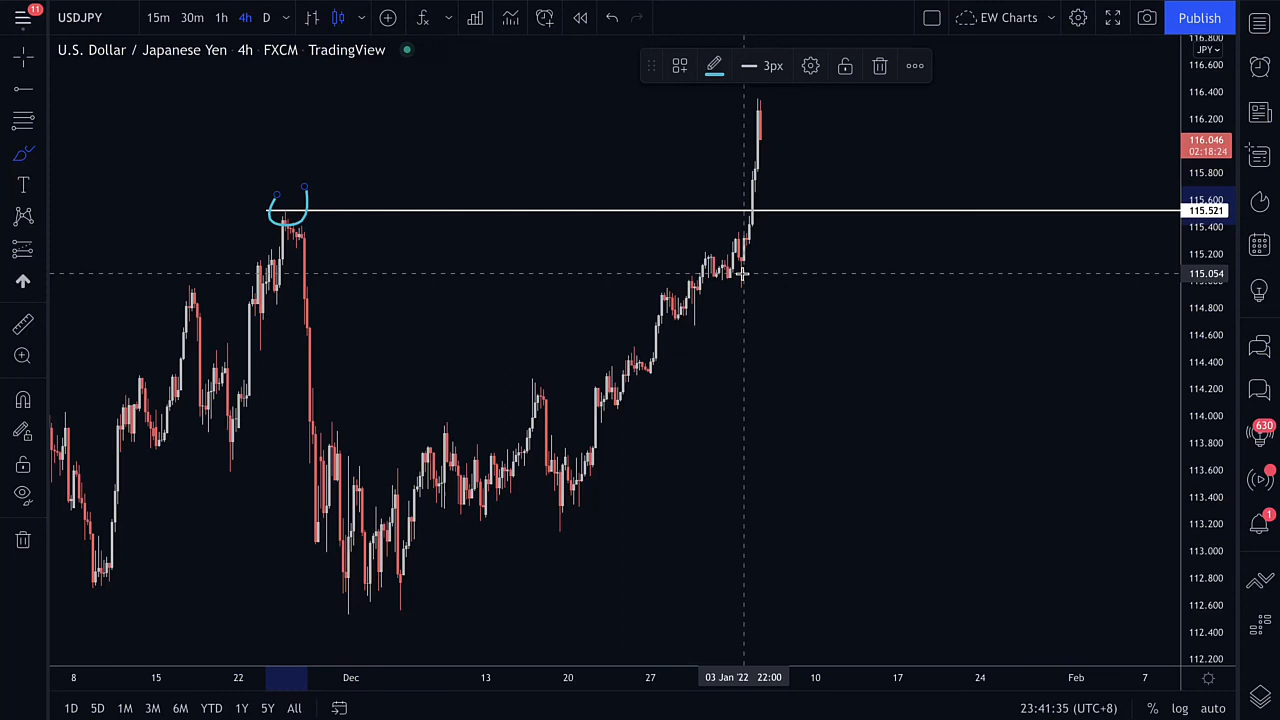 11
USDJPY
15m 30m 1h 4h D
EW Charts
Publish
U.S. Dollar / Japanese Yen · 4h · FXCM · TradingView
3px
116.800
JPY
116.600
116.400
116.200
116.046
02:18:24
115.800
115.600
115.521
115.400
115.200
115.054
114.800
114.600
114.400
114.200
114.000
113.800
113.600
113.400
113.200
113.000
112.800
112.600
112.400
112.200
630
1
8 15 22 Dec 13 20 27 03 Jan '22 22:00 10 17 24 Feb 7
1D 5D 1M 3M 6M YTD 1Y 5Y All
23:41:35 (UTC+8) % log auto